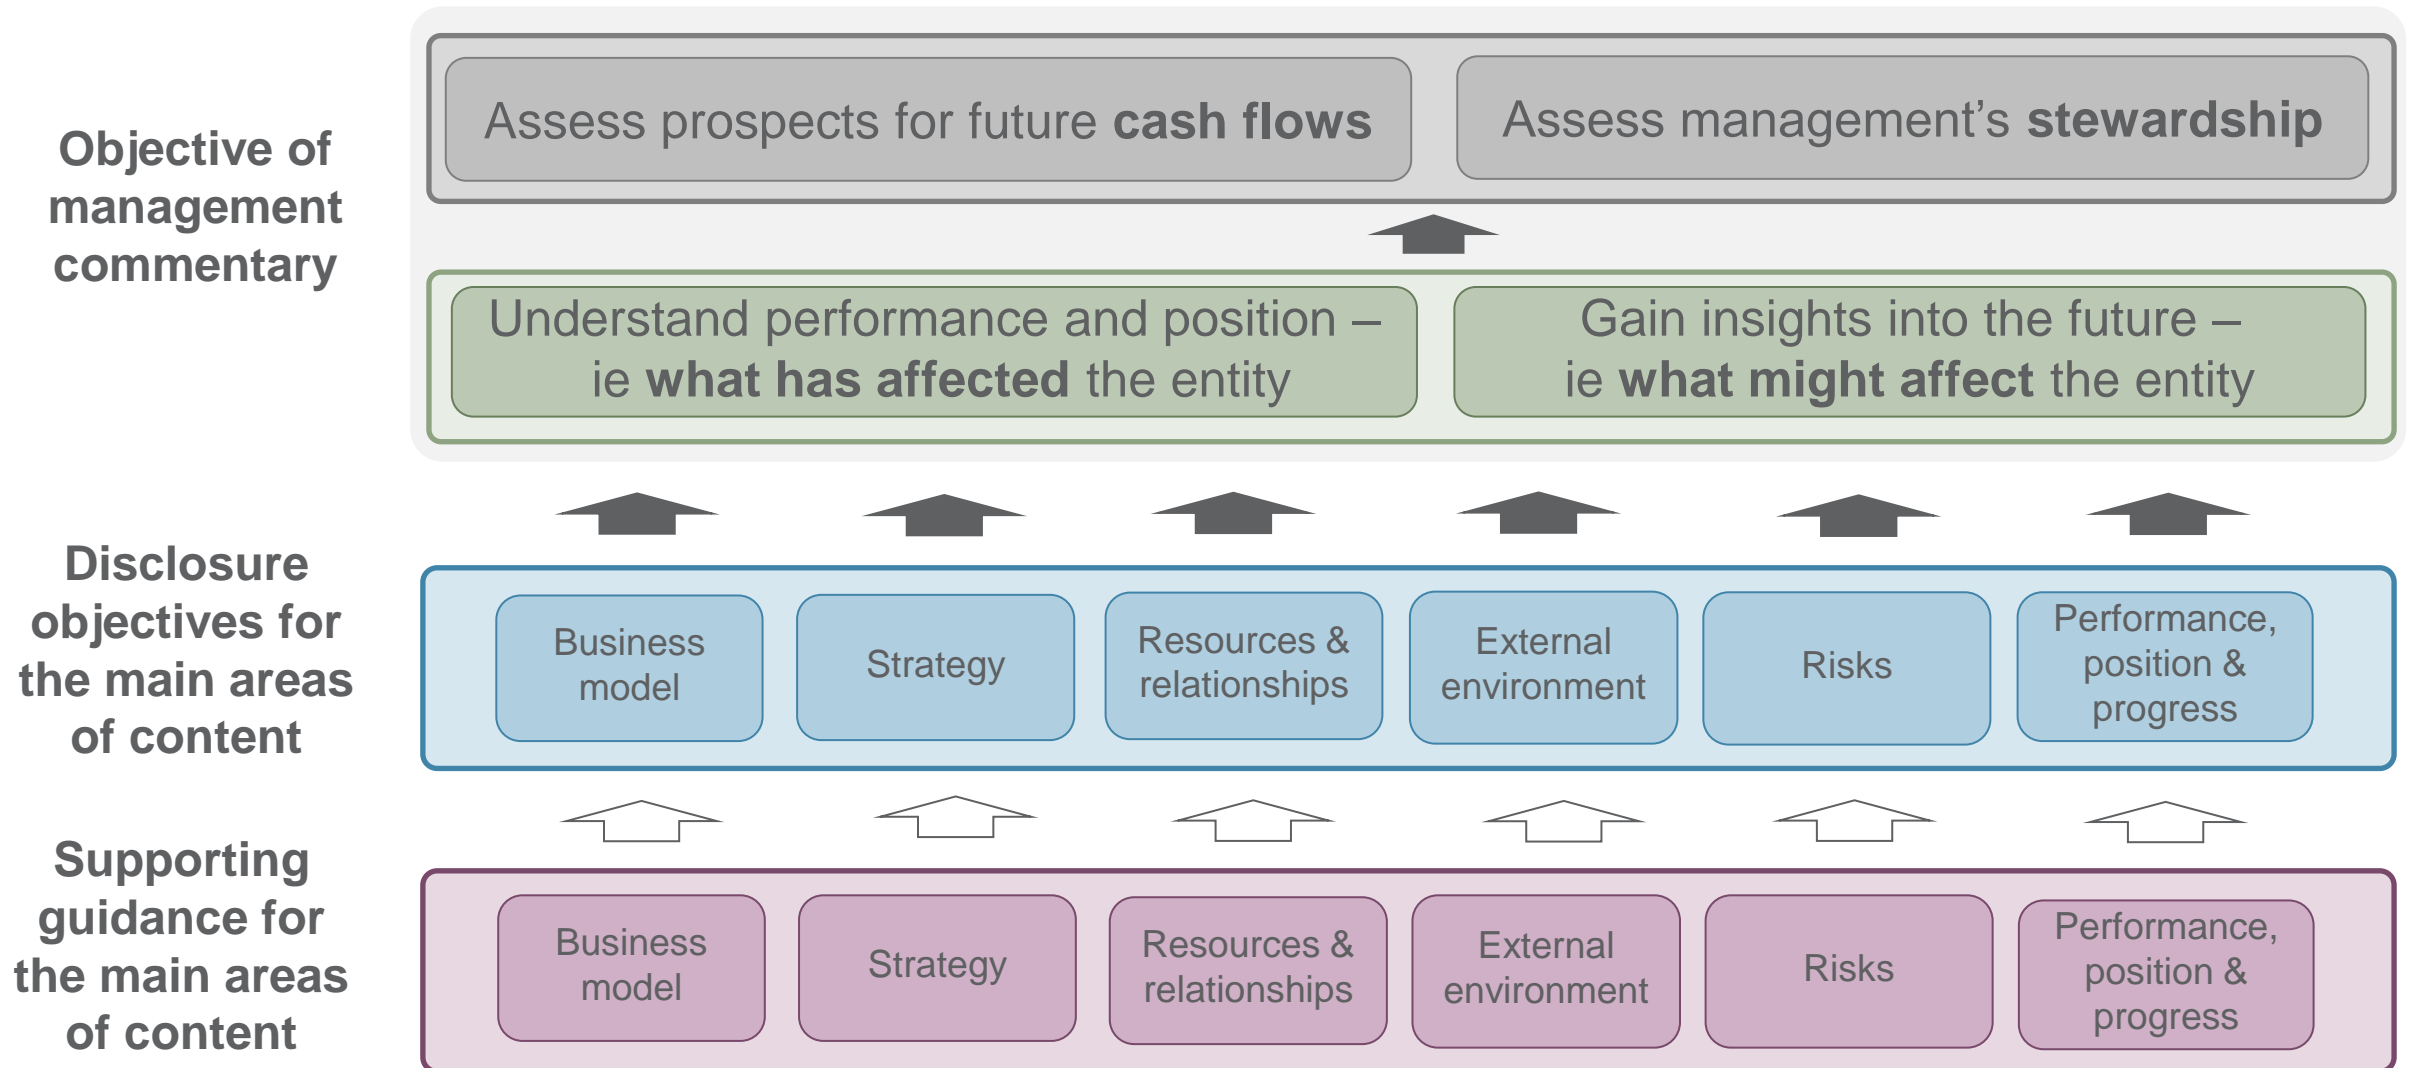 Objective of
management
commentary
Assess prospects for future cash flows
Assess management’s stewardship
Understand performance and position –
ie what has affected the entity
Gain insights into the future –
ie what might affect the entity
Disclosure
objectives for
the main areas
of content
Business
model
Strategy
Resources &
relationships
External
environment
Risks
Performance,
position &
progress
Supporting
guidance for
the main areas
of content
Business
model
Strategy
Resources &
relationships
External
environment
Risks
Performance,
position &
progress